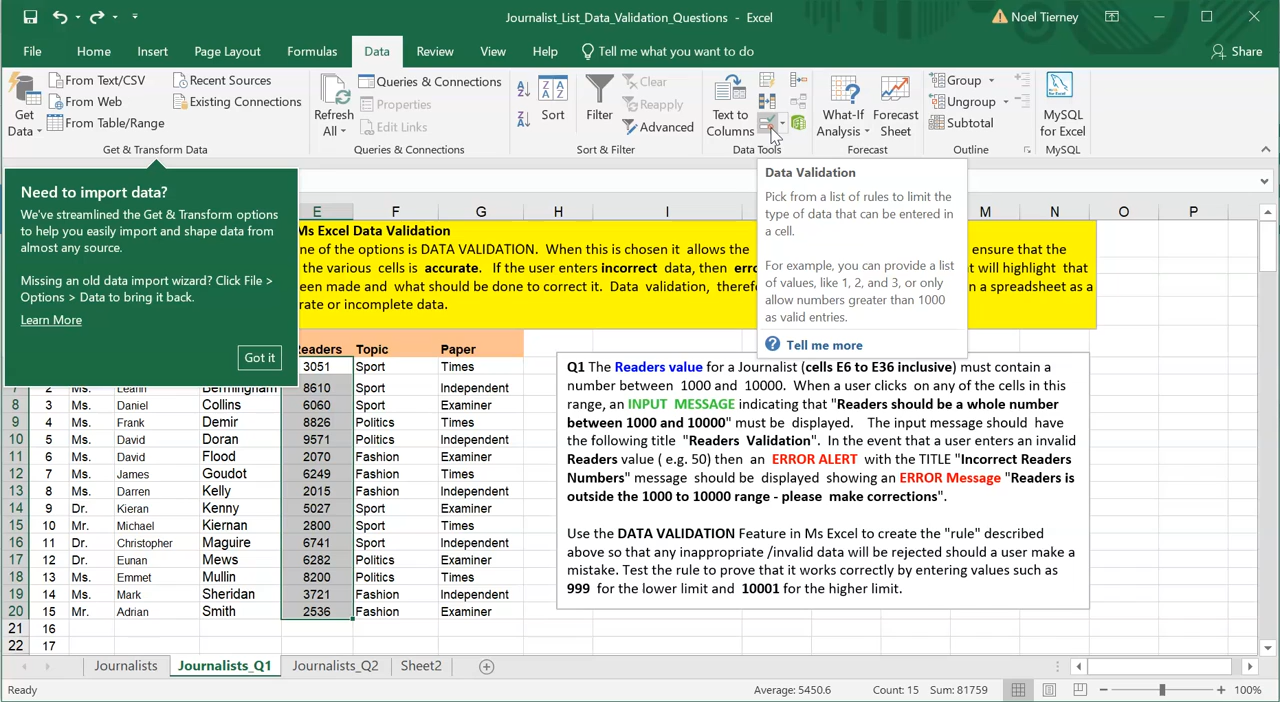 Journalist_List_Data_Validation_Questions - Excel
Noel Tierney
File Home Insert Page Layout Formulas Data Review View Help Tell me what you want to do Share
Get Data
From Text/CSV
From Web
From Table/Range
Recent Sources
Existing Connections
Get & Transform Data
Refresh All
Queries & Connections
Properties
Edit Links
Queries & Connections
Sort
Filter
Clear
Reapply
Advanced
Sort & Filter
Text to Columns
Data Tools
What-If Analysis
Forecast Sheet
Forecast
Group
Ungroup
Subtotal
Outline
MySQL for Excel
MySQL
Need to import data?
We've streamlined the Get & Transform options
to help you easily import and shape data from
almost any source.
Missing an old data import wizard? Click File >
Options > Data to bring it back.
Learn More
Got it
Data Validation
Pick from a list of rules to limit the
type of data that can be entered in
a cell.
For example, you can provide a list
of values, like 1, 2, and 3, or only
allow numbers greater than 1000
as valid entries.
Tell me more
E F G H I M N O P
Ms Excel Data Validation
ne of the options is DATA VALIDATION. When this is chosen it allows the ensure that the
the various cells is accurate. If the user enters incorrect data, then erro t will highlight that
een made and what should be done to correct it. Data validation, therefo n a spreadsheet as a
rate or incomplete data.
Readers Topic Paper
3051 Sport Times
7 2 Ms. Leann Bermingham 8610 Sport Independent
8 3 Ms. Daniel Collins 6060 Sport Examiner
9 4 Ms. Frank Demir 8826 Politics Times
10 5 Ms. David Doran 9571 Politics Independent
11 6 Ms. David Flood 2070 Fashion Examiner
12 7 Ms. James Goudot 6249 Fashion Times
13 8 Ms. Darren Kelly 2015 Fashion Independent
14 9 Dr. Kieran Kenny 5027 Sport Examiner
15 10 Mr. Michael Kiernan 2800 Sport Times
16 11 Dr. Christopher Maguire 6741 Sport Independent
17 12 Dr. Eunan Mews 6282 Politics Examiner
18 13 Ms. Emmet Mullin 8200 Politics Times
19 14 Ms. Mark Sheridan 3721 Fashion Independent
20 15 Mr. Adrian Smith 2536 Fashion Examiner
21 16
22 17
Q1 The Readers value for a Journalist (cells E6 to E36 inclusive) must contain a
number between 1000 and 10000. When a user clicks on any of the cells in this
range, an INPUT MESSAGE indicating that "Readers should be a whole number
between 1000 and 10000" must be displayed. The input message should have
the following title "Readers Validation". In the event that a user enters an invalid
Readers value ( e.g. 50) then an ERROR ALERT with the TITLE "Incorrect Readers
Numbers" message should be displayed showing an ERROR Message "Readers is
outside the 1000 to 10000 range - please make corrections".
Use the DATA VALIDATION Feature in Ms Excel to create the "rule" described
above so that any inappropriate /invalid data will be rejected should a user make a
mistake. Test the rule to prove that it works correctly by entering values such as
999 for the lower limit and 10001 for the higher limit.
Journalists Journalists_Q1 Journalists_Q2 Sheet2
Ready Average: 5450.6 Count: 15 Sum: 81759 100%